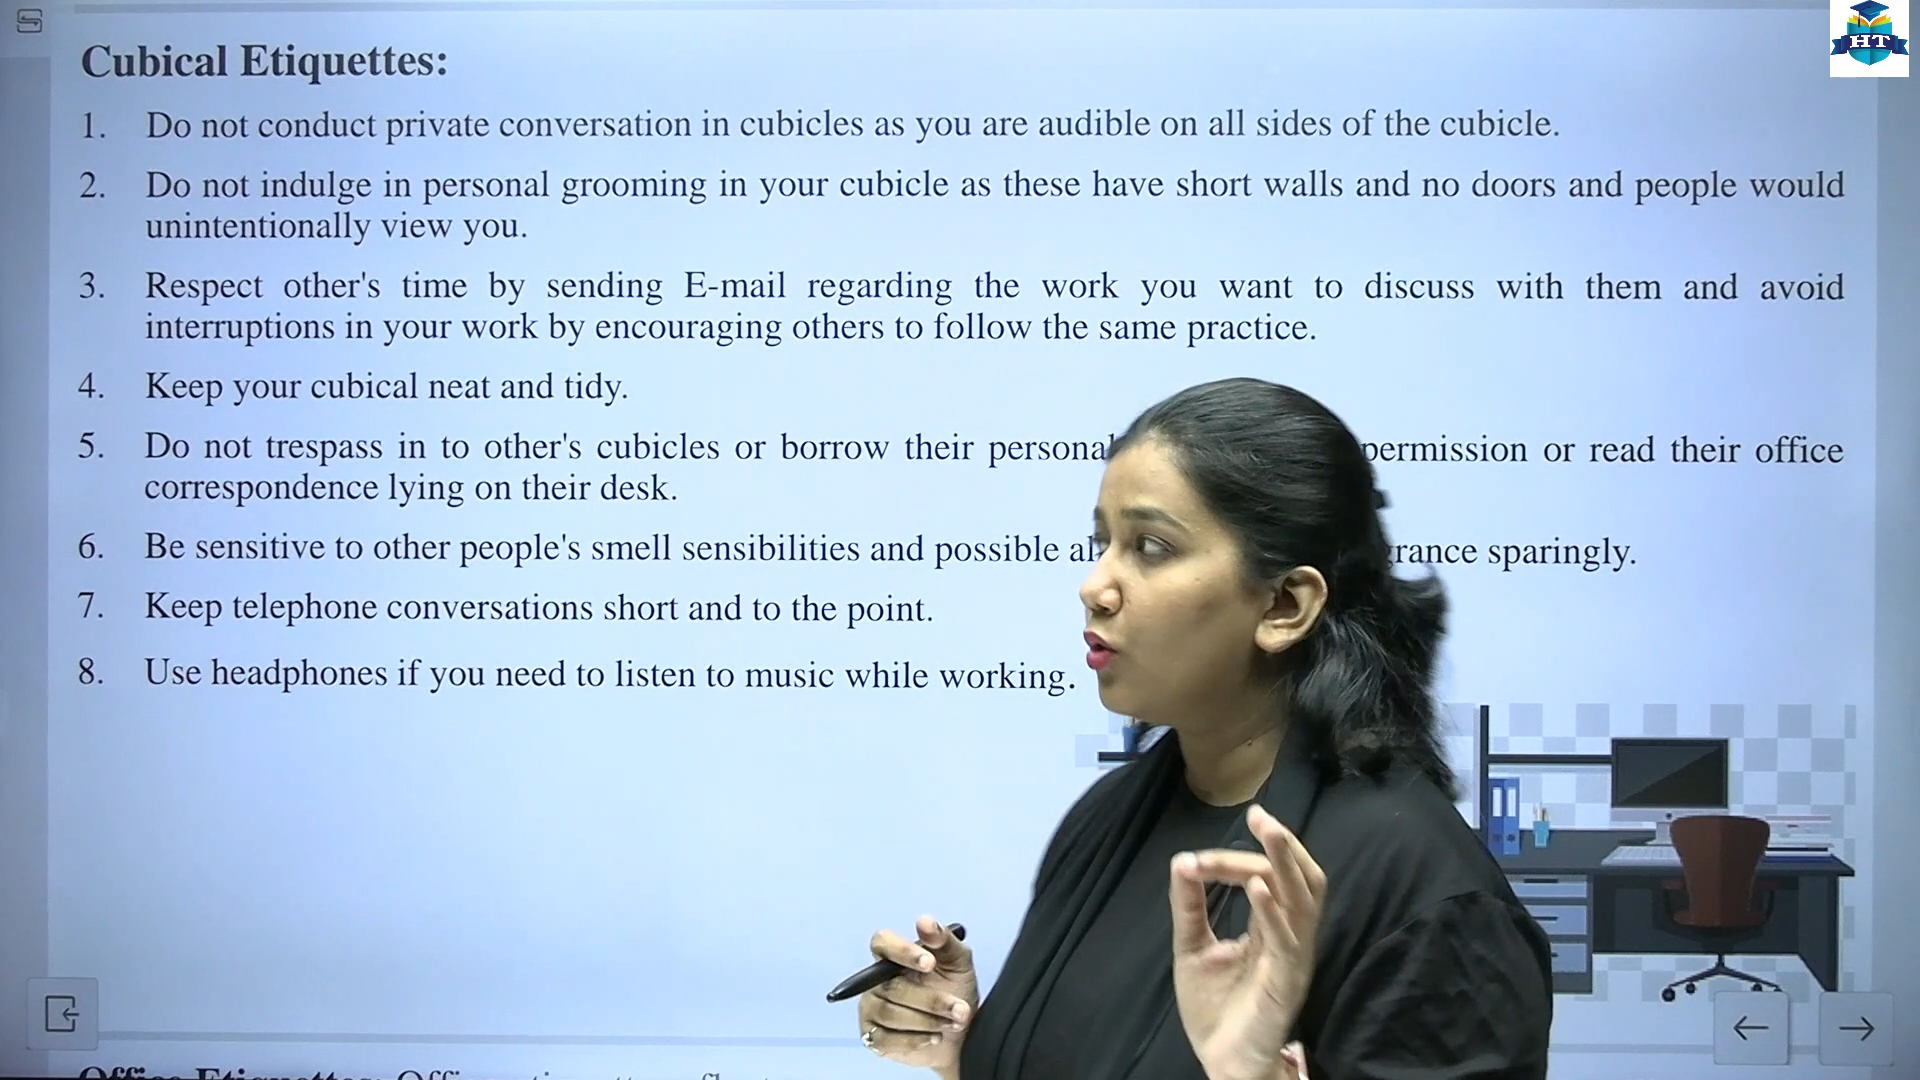 HT
Cubical Etiquettes:
1. Do not conduct private conversation in cubicles as you are audible on all sides of the cubicle.
2. Do not indulge in personal grooming in your cubicle as these have short walls and no doors and people would
unintentionally view you.
3. Respect other's time by sending E-mail regarding the work you want to discuss with them and avoid
interruptions in your work by encouraging others to follow the same practice.
4. Keep your cubical neat and tidy.
5. Do not trespass in to other's cubicles or borrow their personal permission or read their office
correspondence lying on their desk.
6. Be sensitive to other people's smell sensibilities and possible sparingly.
7. Keep telephone conversations short and to the point.
8. Use headphones if you need to listen to music while working.
Office Etiquettes: